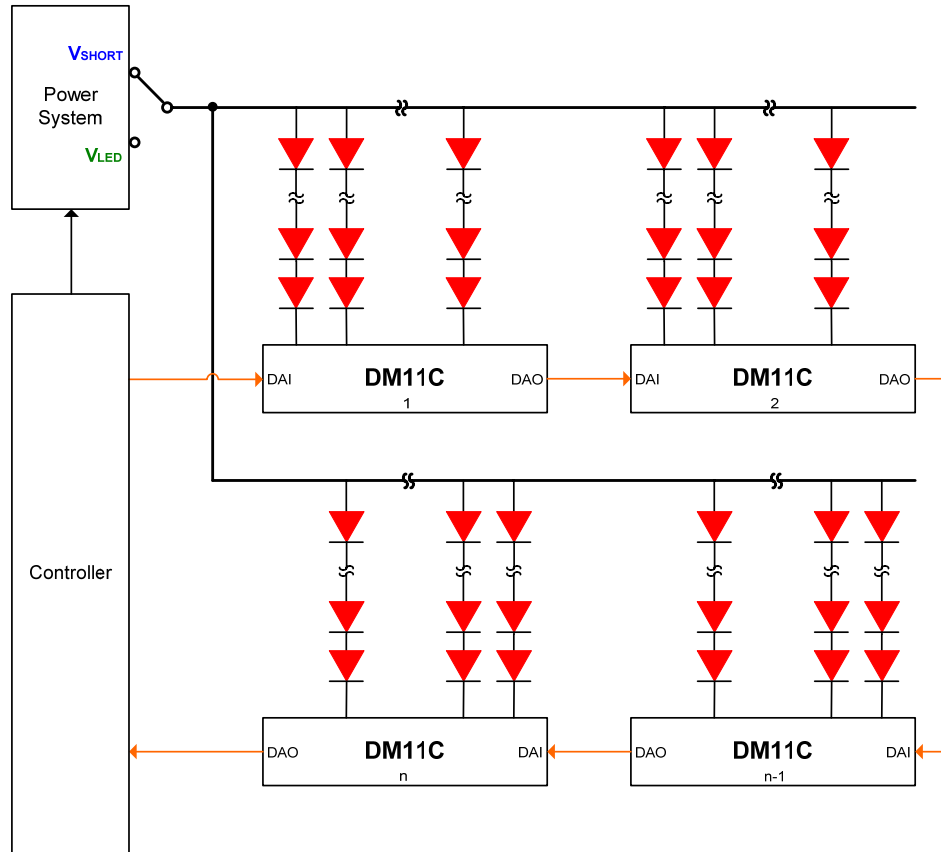 VSHORT
Power
System
VLED
DAI
DM11C
DAO
1
DAI
DM11C
DAO
2
Controller
DAO
DM11C
DAI
n
DAO
DM11C
DAI
n-1